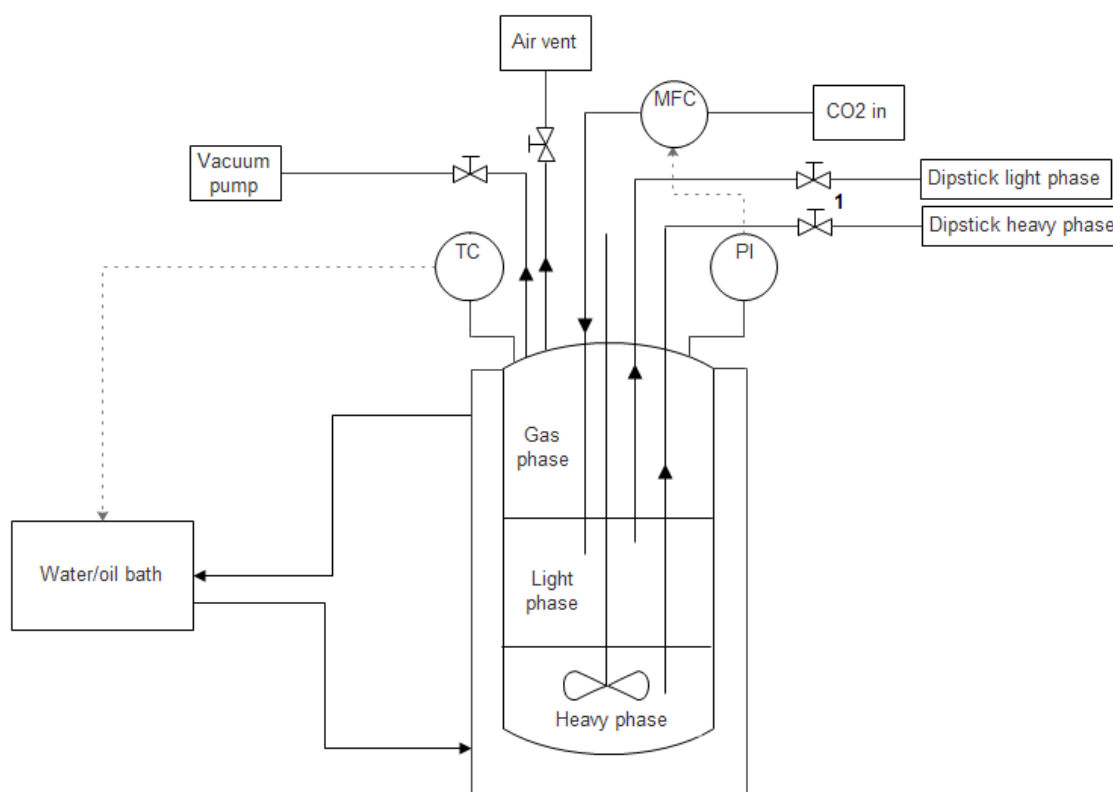 Air vent
MFC
CO2 in
Vacuum
pump
Dipstick light phase
1
Dipstick heavy phase
TC
PI
Gas
phase
Water/oil bath
Light
phase
Heavy phase